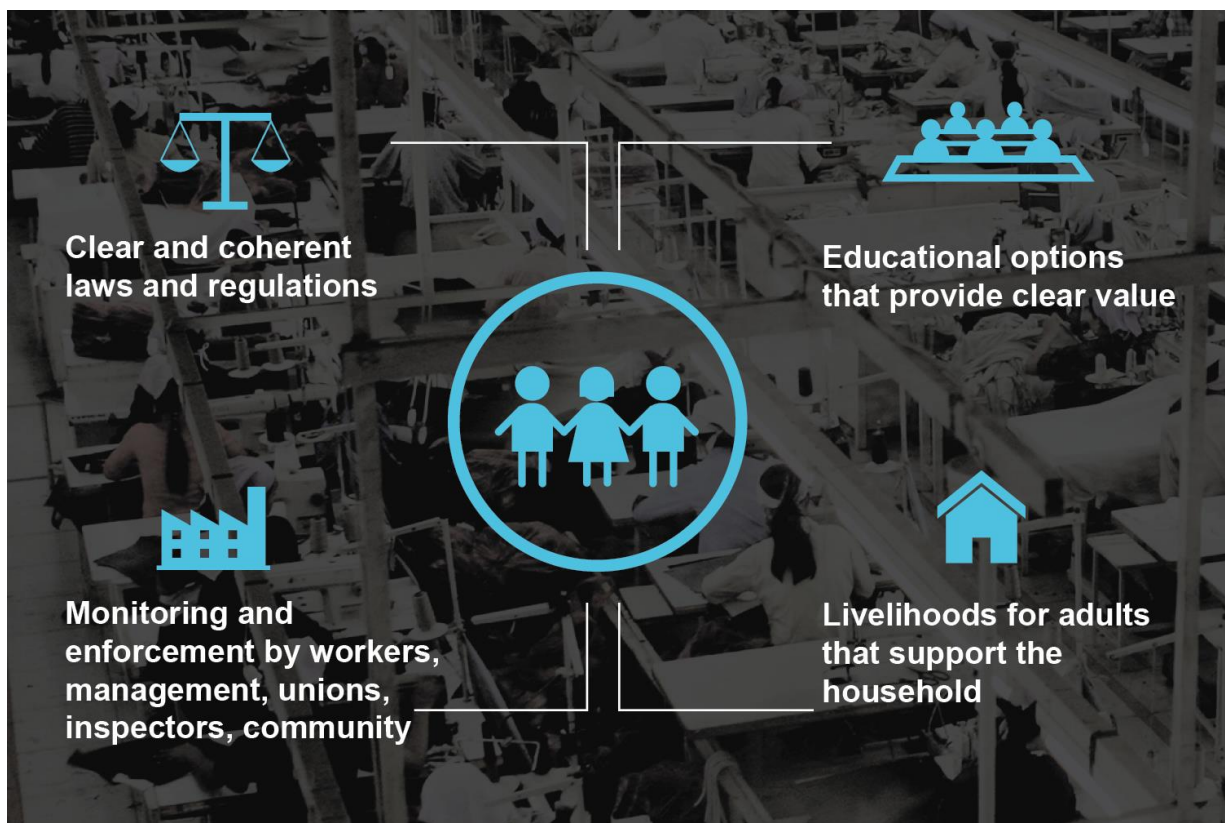 Clear and coherent
laws and regulations
Educational options
that provide clear value
Monitoring and
enforcement by workers,
management, unions,
inspectors, community
Livelihoods for adults
that support the
household